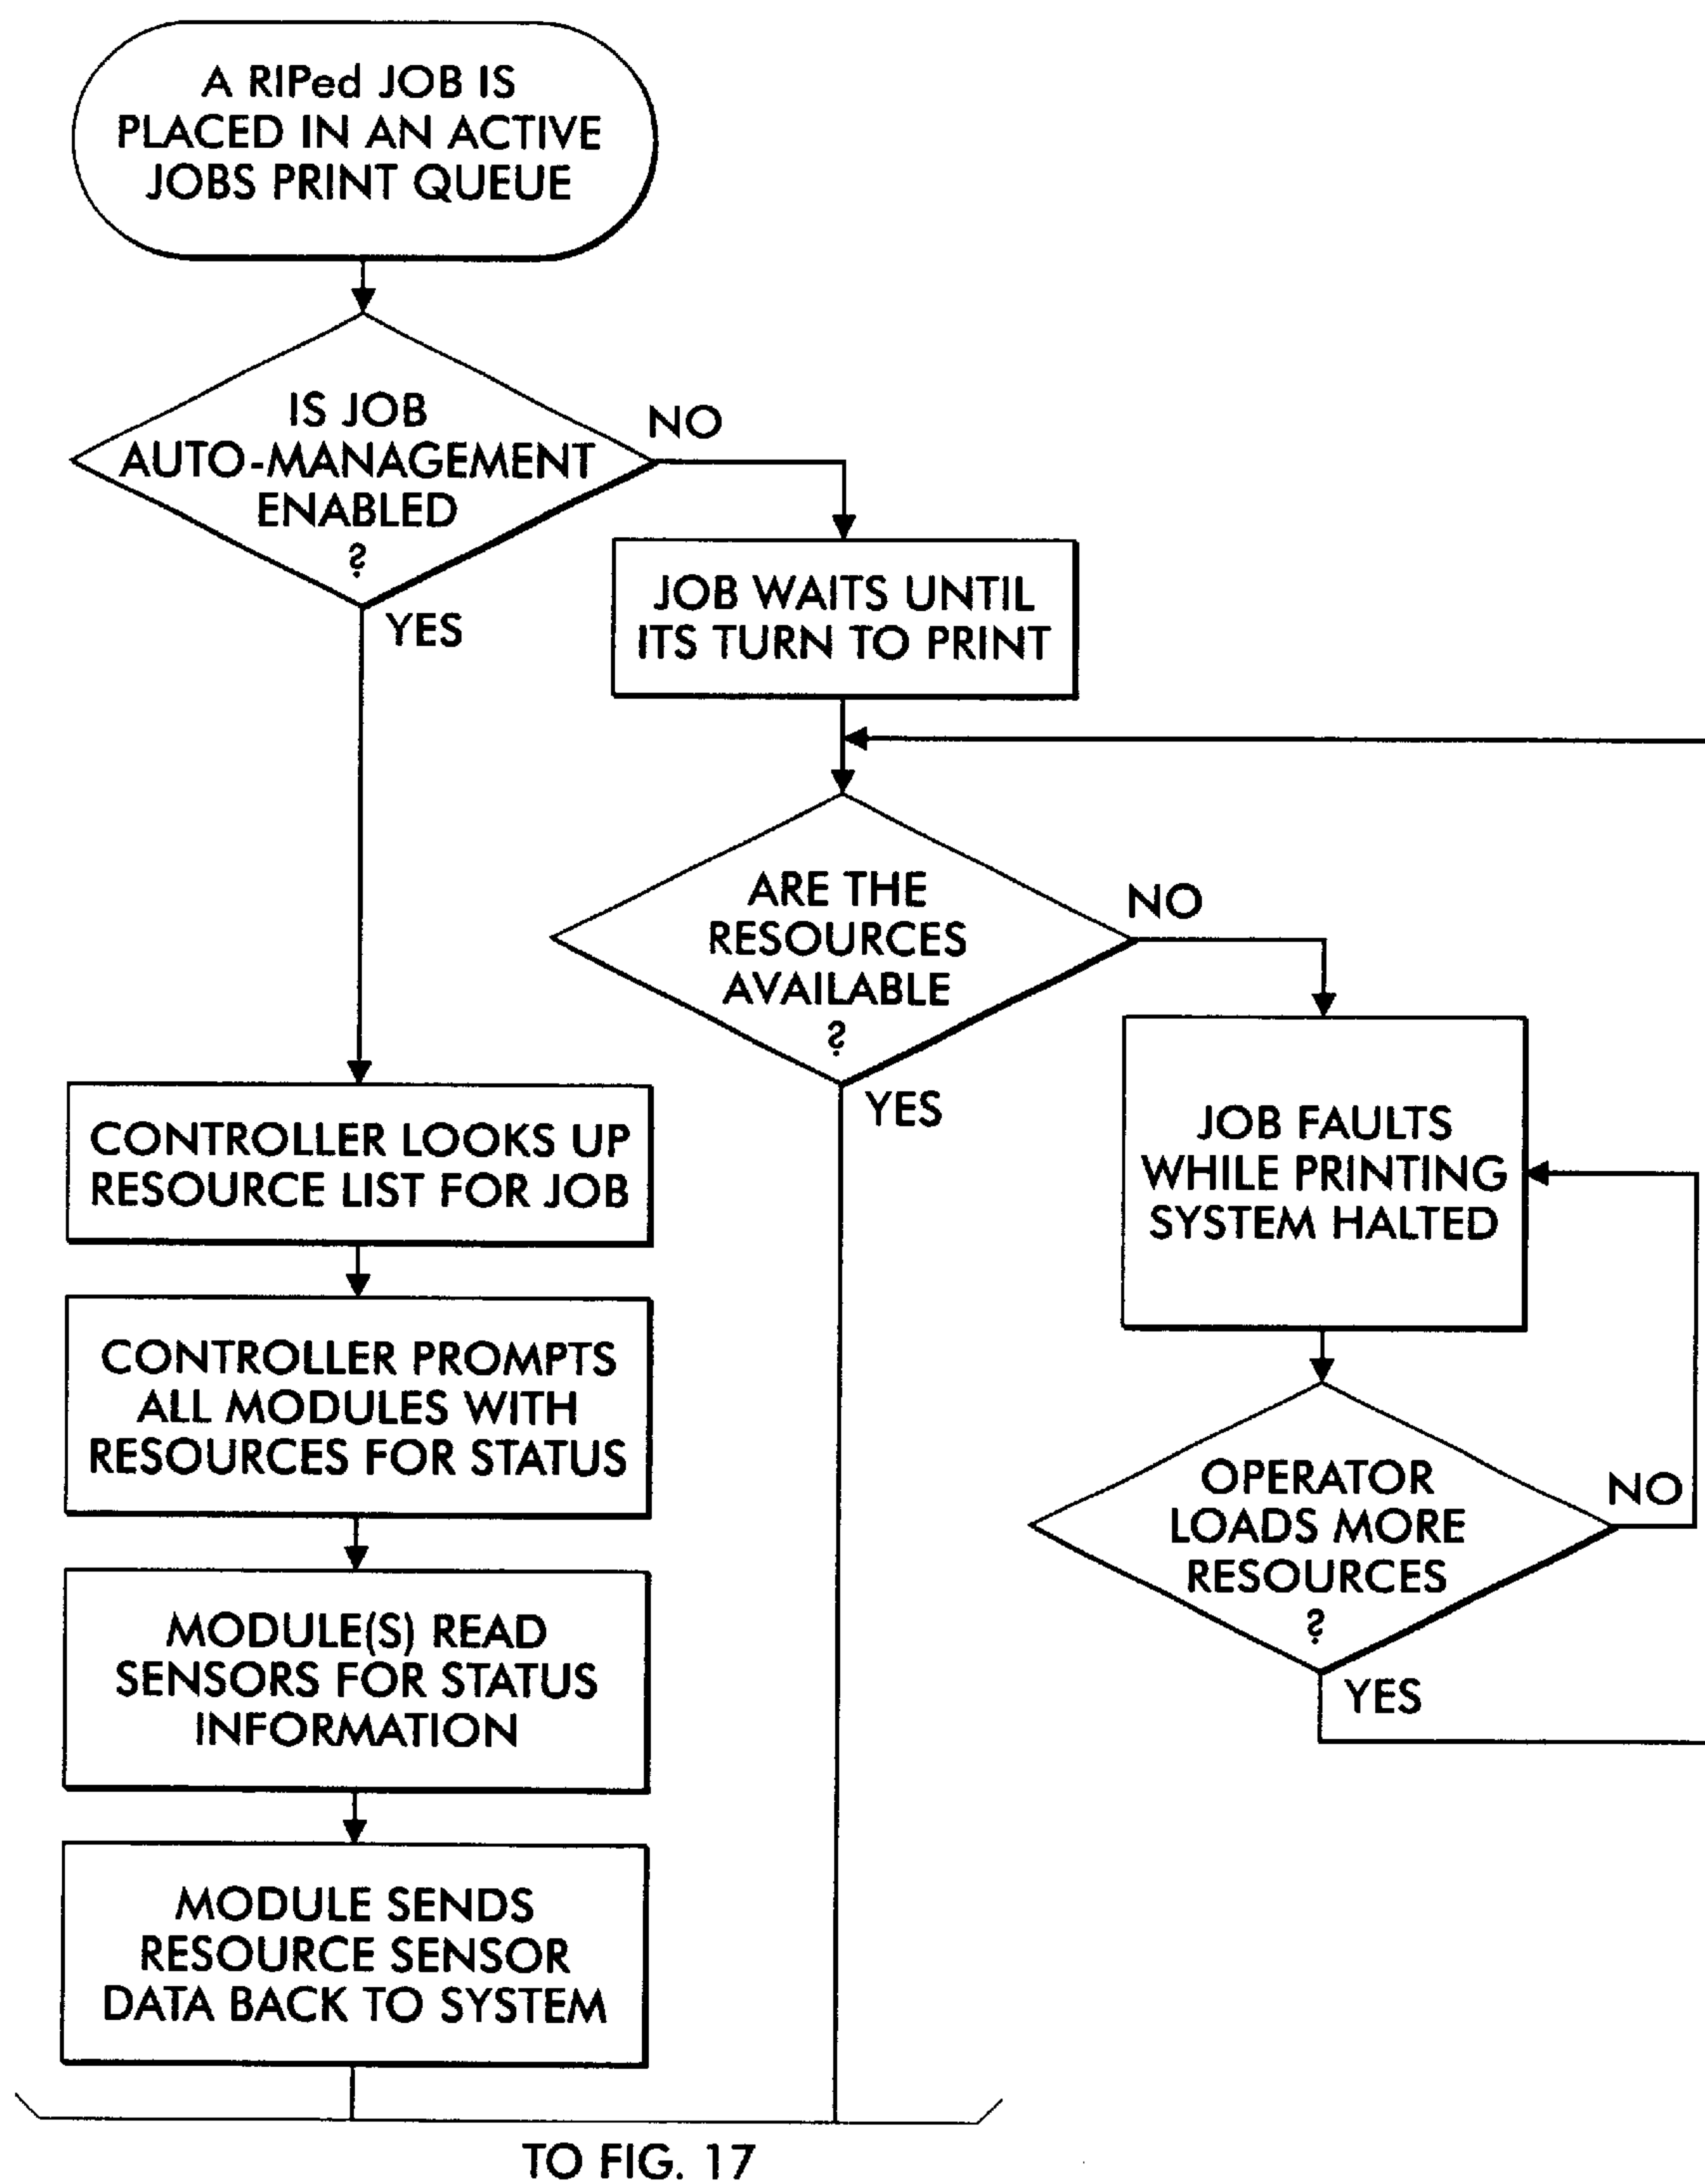 A RIPed JOB IS
PLACED IN AN ACTIVE
JOBS PRINT QUEUE
IS JOB
AUTO-MANAGEMENT
ENABLED
?
NO
YES
JOB WAITS UNTIL
ITS TURN TO PRINT
ARE THE
RESOURCES
AVAILABLE
?
NO
YES
JOB FAULTS
WHILE PRINTING
SYSTEM HALTED
OPERATOR
LOADS MORE
RESOURCES
?
NO
YES
CONTROLLER LOOKS UP
RESOURCE LIST FOR JOB
CONTROLLER PROMPTS
ALL MODULES WITH
RESOURCES FOR STATUS
MODULE(S) READ
SENSORS FOR STATUS
INFORMATION
MODULE SENDS
RESOURCE SENSOR
DATA BACK TO SYSTEM
TO FIG. 17